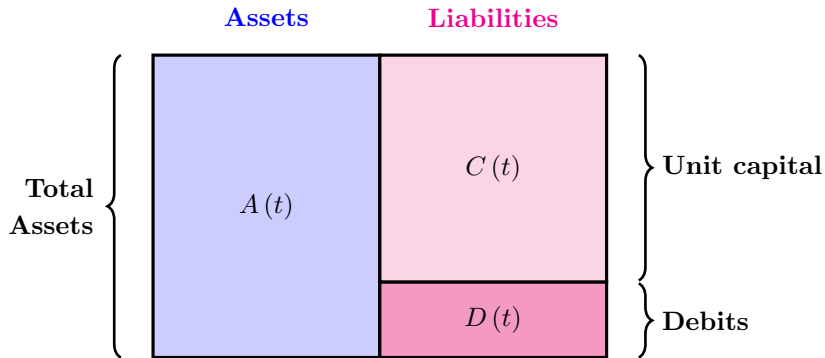 Assets
Liabilities
Total
Assets
A (t)
C (t)
Unit capital
D (t)
Debits